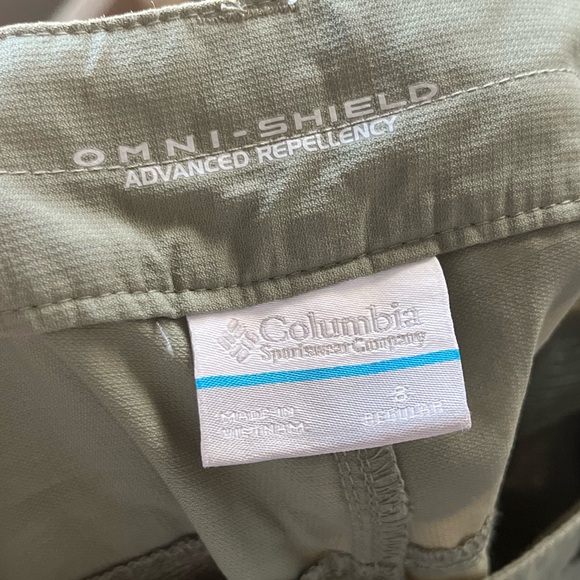 OMNI-SHIELD
ADVANCED REPELLENCY
Columbia
Sportswear Company
8
MADE IN
REGULAR
VIETNAM